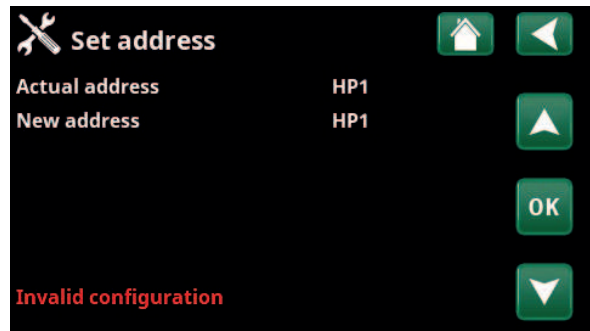 Set address
Actual address HP1
New address HP1
OK
Invalid configuration